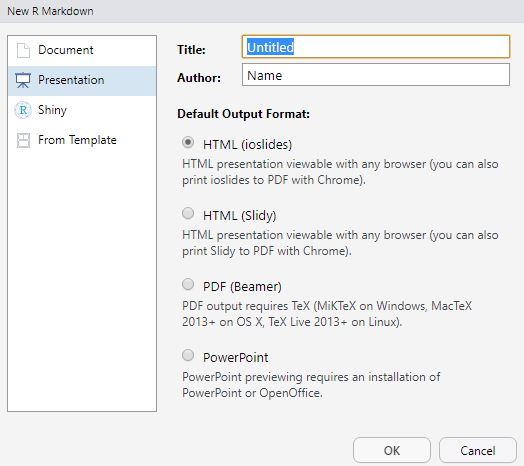 New R Markdown
Document
Presentation
Shiny
From Template
Title:
Untitled
Author:
Name
Default Output Format:
HTML (ioslides)
HTML presentation viewable with any browser (you can also
print ioslides to PDF with Chrome).
HTML (Slidy)
HTML presentation viewable with any browser (you can also
print Slidy to PDF with Chrome).
PDF (Beamer)
PDF output requires TeX (MiKTeX on Windows, MacTeX
2013+ on OS X, TeX Live 2013+ on Linux).
PowerPoint
PowerPoint previewing requires an installation of
PowerPoint or OpenOffice.
OK
Cancel